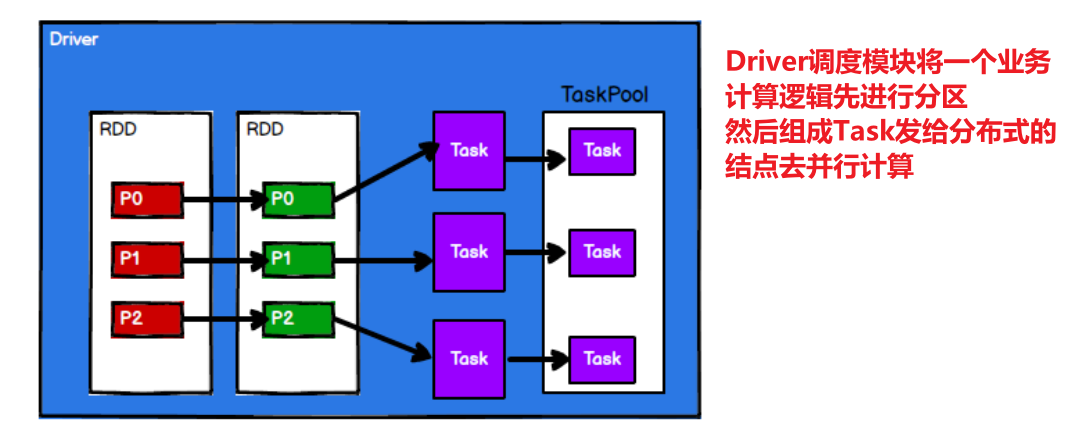 Driver
TaskPool
RDD
RDD
Task
Task
P0
P0
P1
P1
Task
Task
P2
P2
Task
Task
Driver调度模块将一个业务
计算逻辑先进行分区
然后组成Task发给分布式的
结点去并行计算